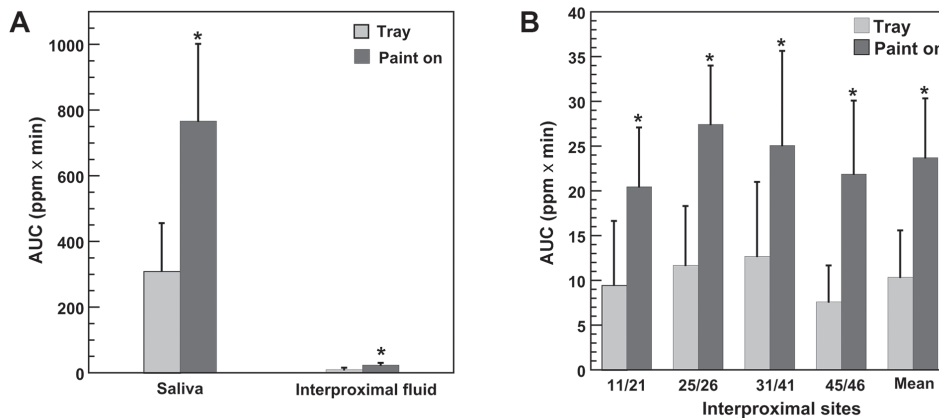 A
AUC (ppm x min)
1000
800
600
400
200
0
Tray
Paint on
*
*
Saliva
Interproximal fluid
B
AUC (ppm x min)
40
35
30
25
20
15
10
5
0
Tray
Paint on
*
*
*
*
*
11/21
25/26
31/41
45/46
Mean
Interproximal sites